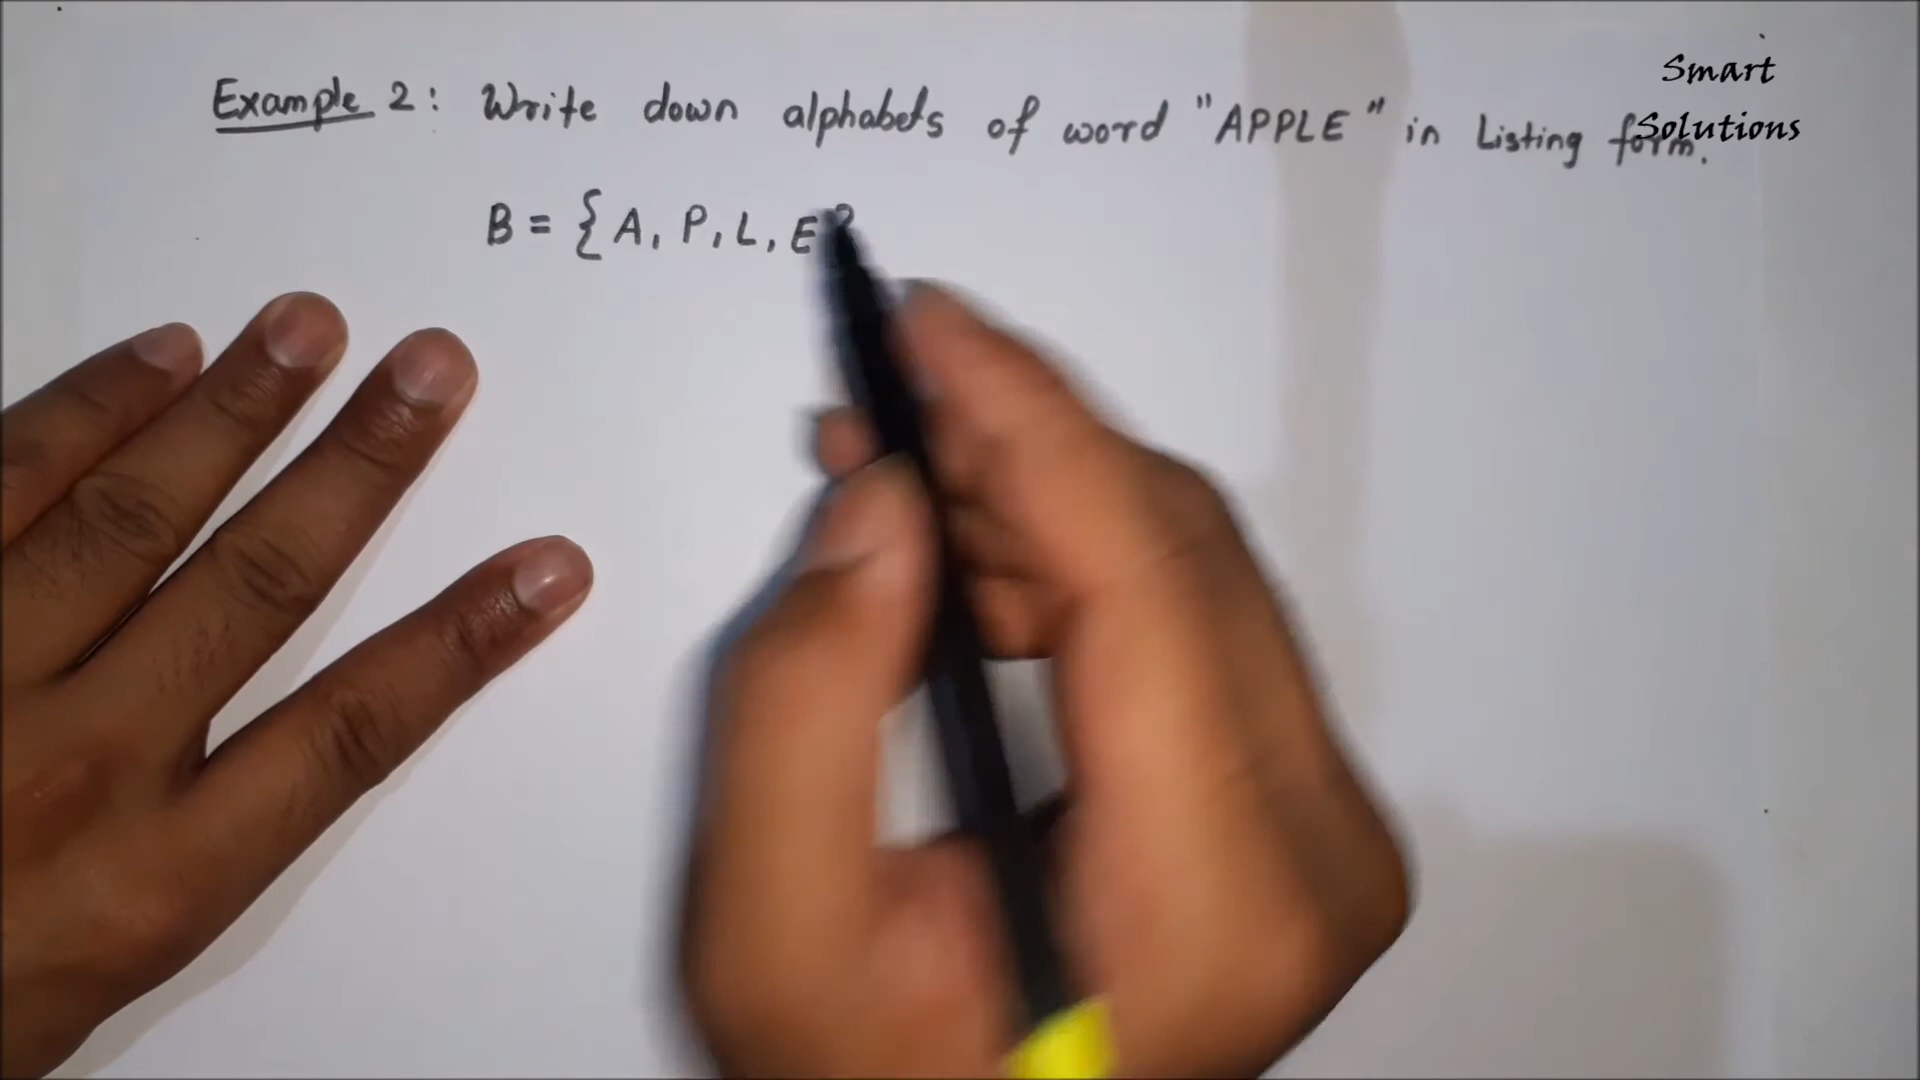 Smart
Solutions
Example 2: Write down alphabets of word "APPLE" in Listing form.
B = { A, P, L, E